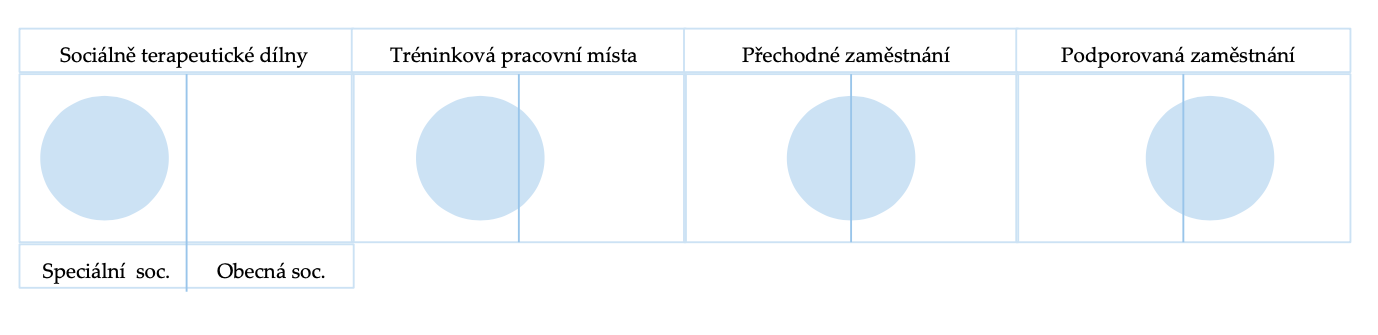 Sociálně terapeutické dílny
Tréninková pracovní místa
Přechodné zaměstnání
Podporovaná zaměstnání
Speciální  soc.
Obecná soc.